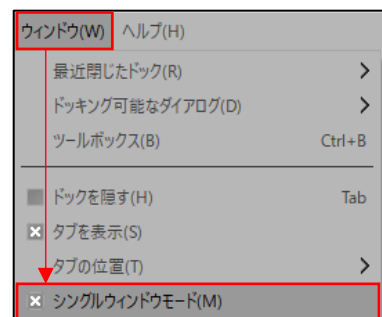 ウィンドウ(W) ヘルプ(H)
最近閉じたドック(R)
ドッキング可能なダイアログ(D)
ツールボックス(B) Ctrl+B
ドックを隠す(H) Tab
タブを表示(S)
タブの位置(T)
シングルウィンドウモード(M)